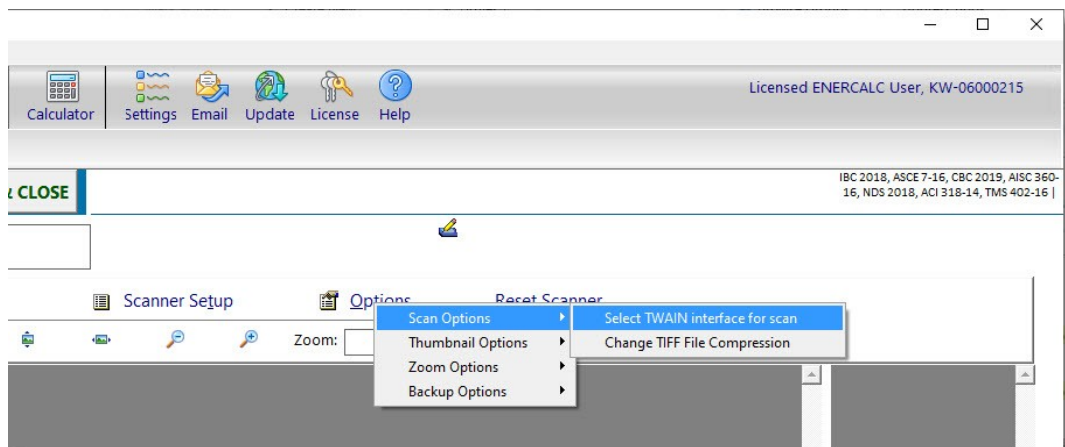 Calculator Settings Email Update License Help
Licensed ENERCALC User, KW-06000215
& CLOSE
IBC 2018, ASCE 7-16, CBC 2019, AISC 360-
16, NDS 2018, ACI 318-14, TMS 402-16 |
Scanner Setup Options Reset Scanner
Zoom:
Scan Options
Thumbnail Options
Zoom Options
Backup Options
Select TWAIN interface for scan
Change TIFF File Compression